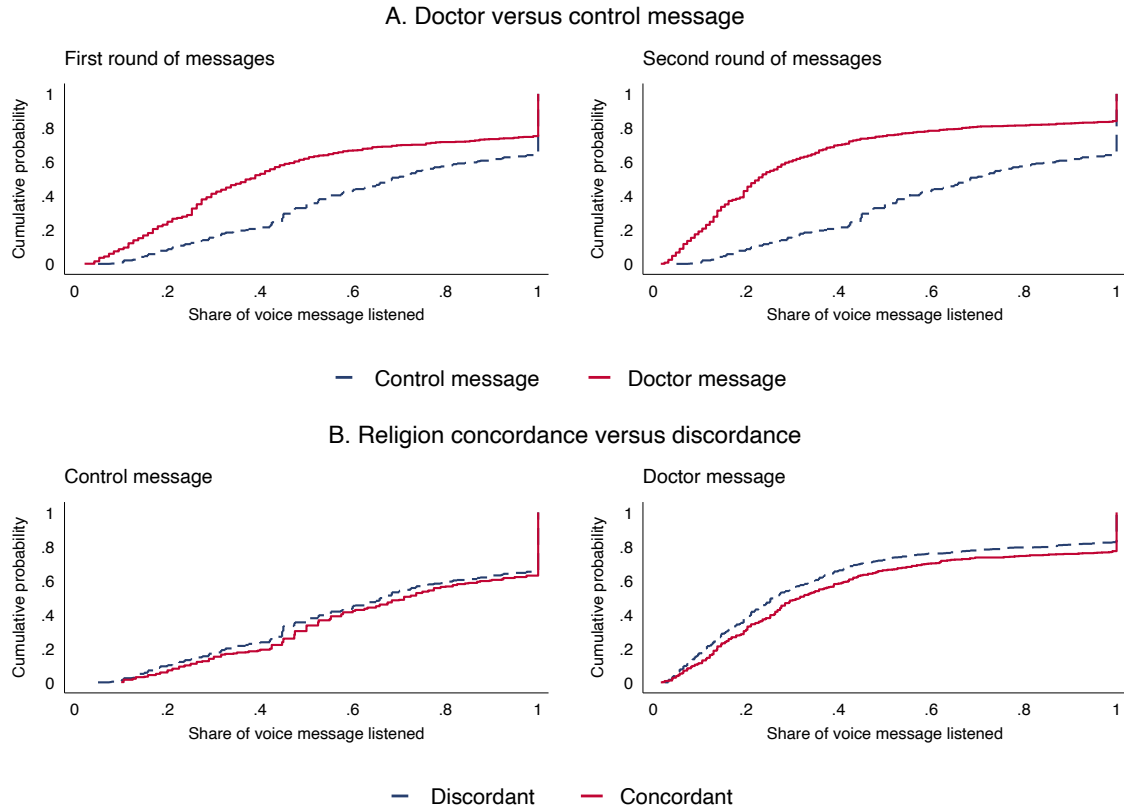 A. Doctor versus control message
First round of messages
Cumulative probability
1
.8
.6
.4
.2
0
0 .2 .4 .6 .8 1
Share of voice message listened
Second round of messages
Cumulative probability
1
.8
.6
.4
.2
0
0 .2 .4 .6 .8 1
Share of voice message listened
Control message Doctor message
B. Religion concordance versus discordance
Control message
Cumulative probability
1
.8
.6
.4
.2
0
0 .2 .4 .6 .8 1
Share of voice message listened
Doctor message
Cumulative probability
1
.8
.6
.4
.2
0
0 .2 .4 .6 .8 1
Share of voice message listened
Discordant Concordant